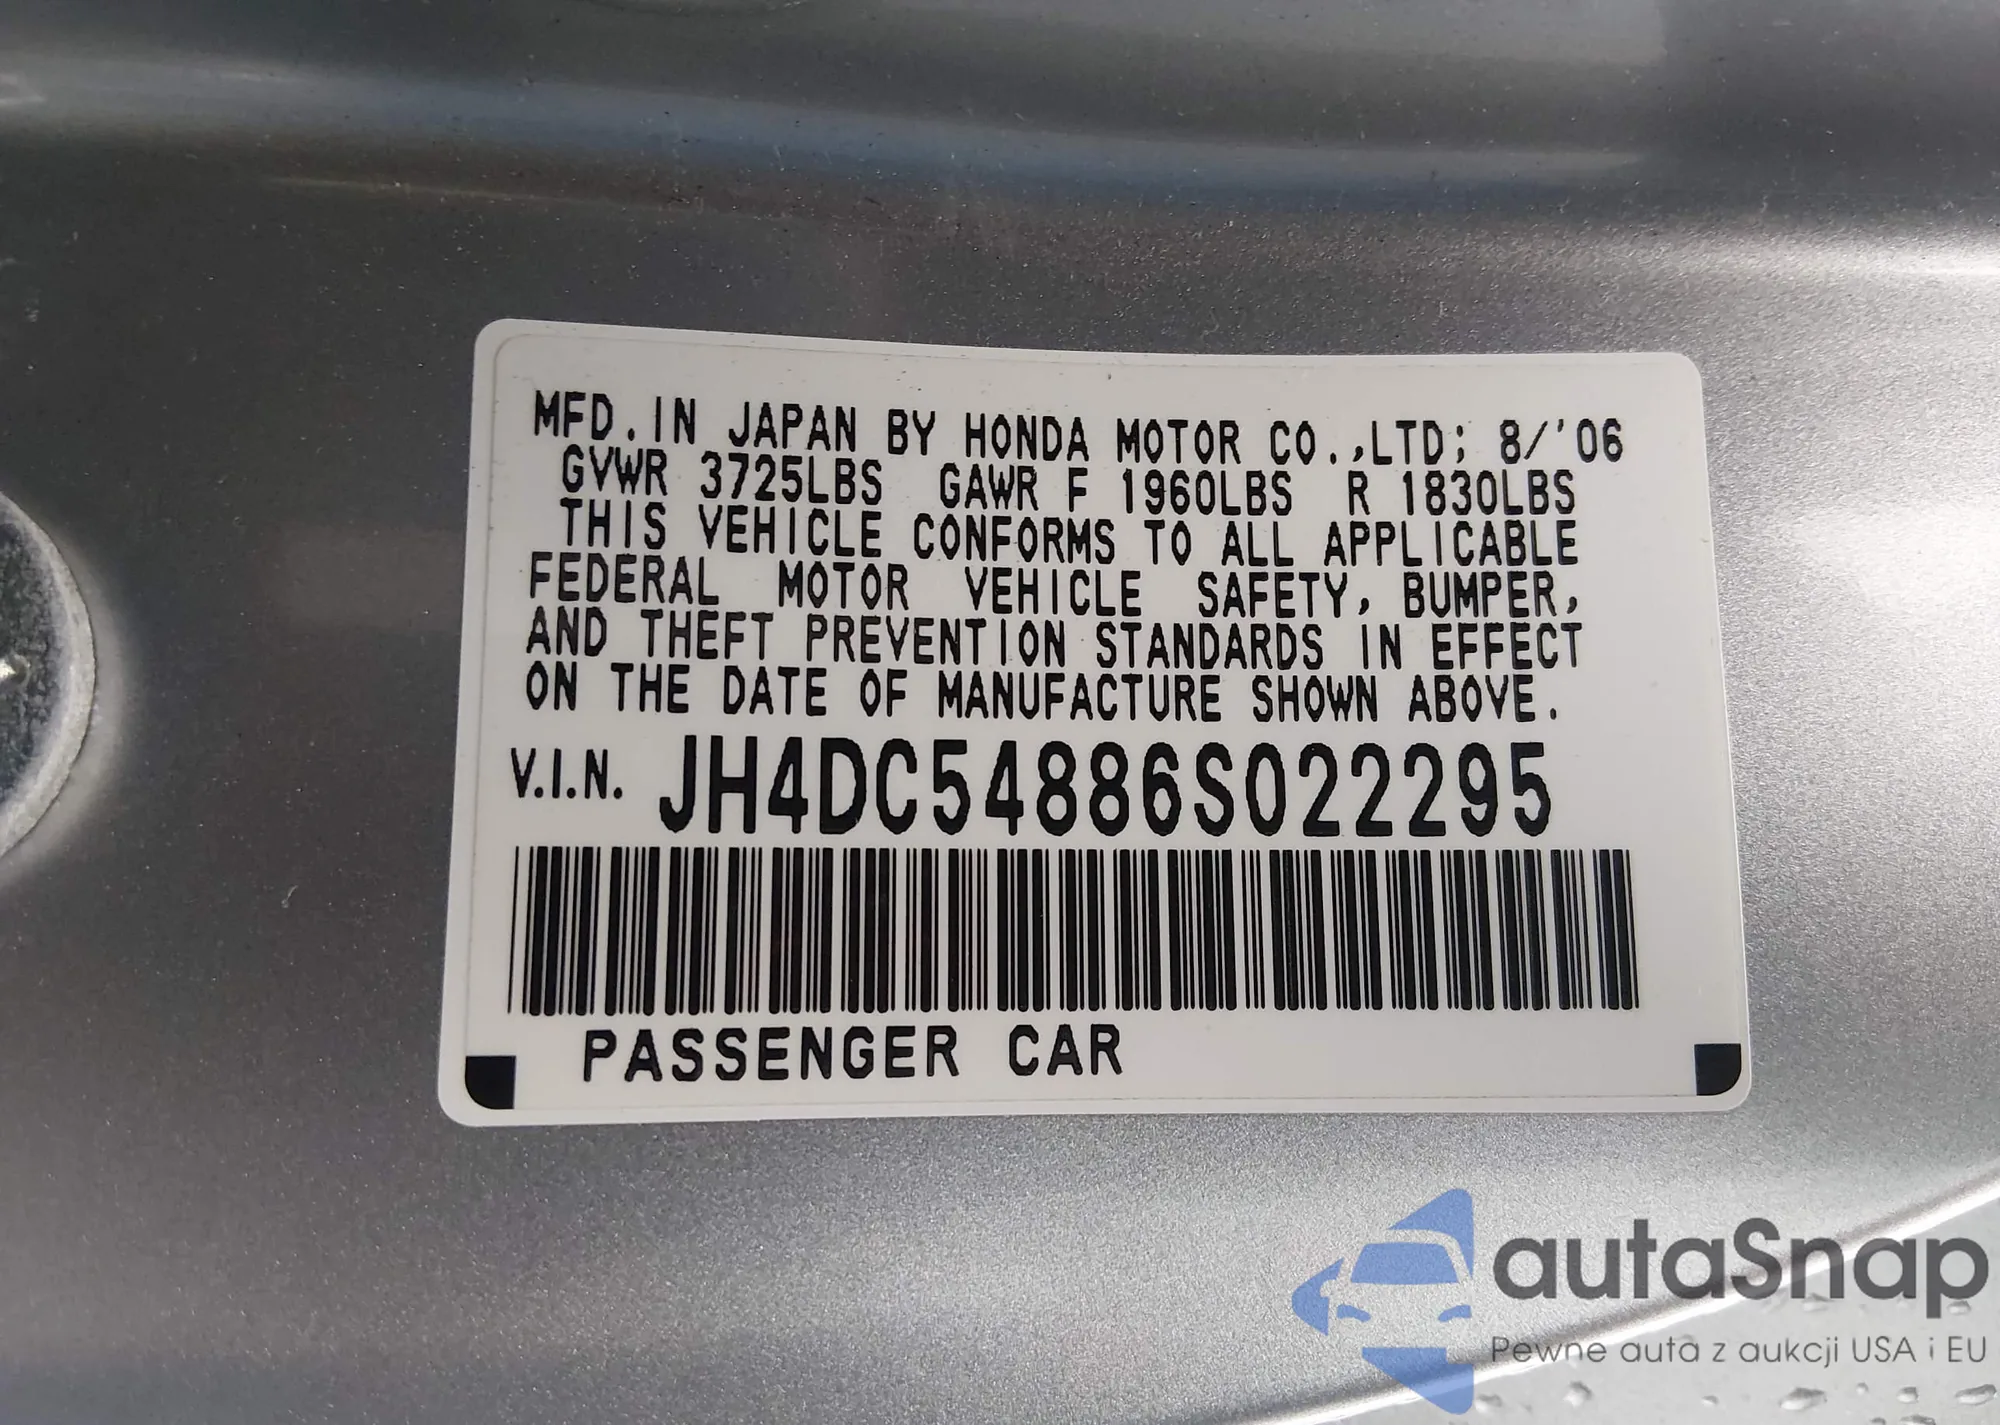 MFD. IN JAPAN BY HONDA MOTOR CO.,LTD; 8/'06
GVWR 3725LBS GAWR F 1960LBS R 1830LBS
THIS VEHICLE CONFORMS TO ALL APPLICABLE
FEDERAL MOTOR VEHICLE SAFETY, BUMPER,
AND THEFT PREVENTION STANDARDS IN EFFECT
ON THE DATE OF MANUFACTURE SHOWN ABOVE.
V.I.N. JH4DC54886S022295
PASSENGER CAR
autaSnap
Pewne auta z aukcji USA i EU